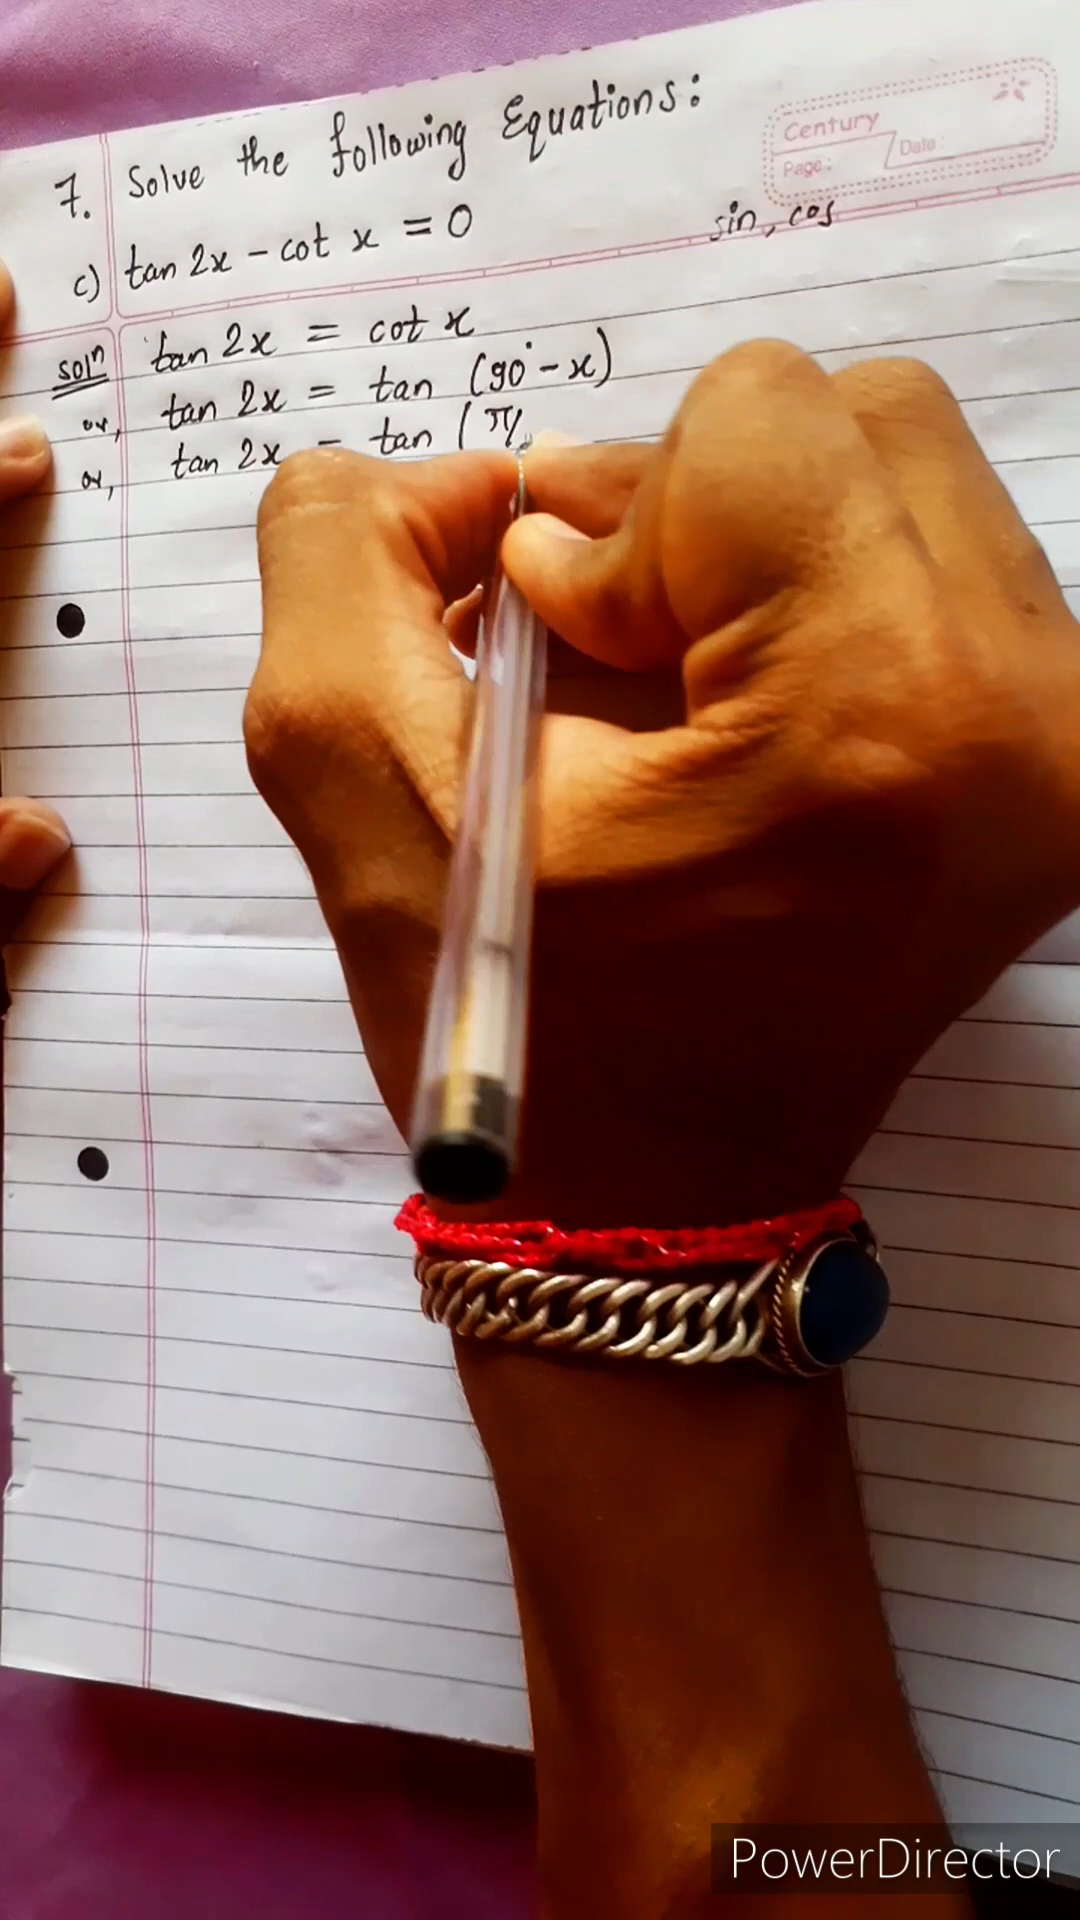 7. Solve the following Equations:
Century
Page: Date:
c) tan 2x - cot x = 0
sin, cos
Solⁿ tan 2x = cot x
or, tan 2x = tan (90° - x)
or, tan 2x = tan (π/
PowerDirector